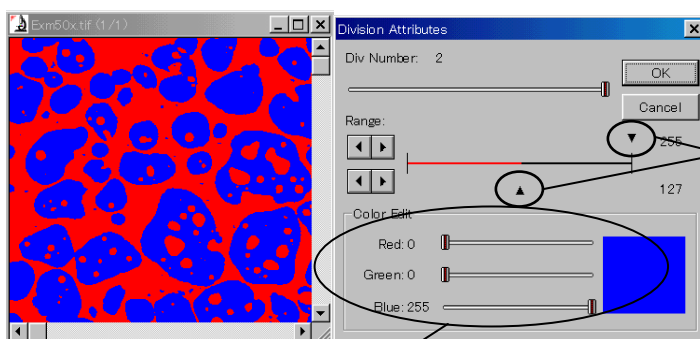 Exm50x.tif (1/1)
Division Attributes
Div Number: 2
OK
Cancel
Range:
255
127
Color Edit
Red: 0
Green: 0
Blue: 255